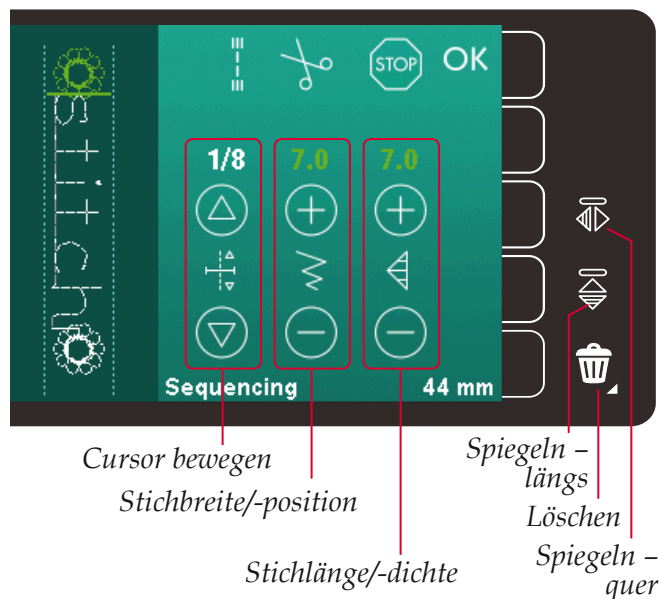 STOP OK
1/8 7.0 7.0
stitch
Sequencing 44 mm
Cursor bewegen
Stichbreite/-position
Stichlänge/-dichte
Spiegeln –
längs
Löschen
Spiegeln –
quer